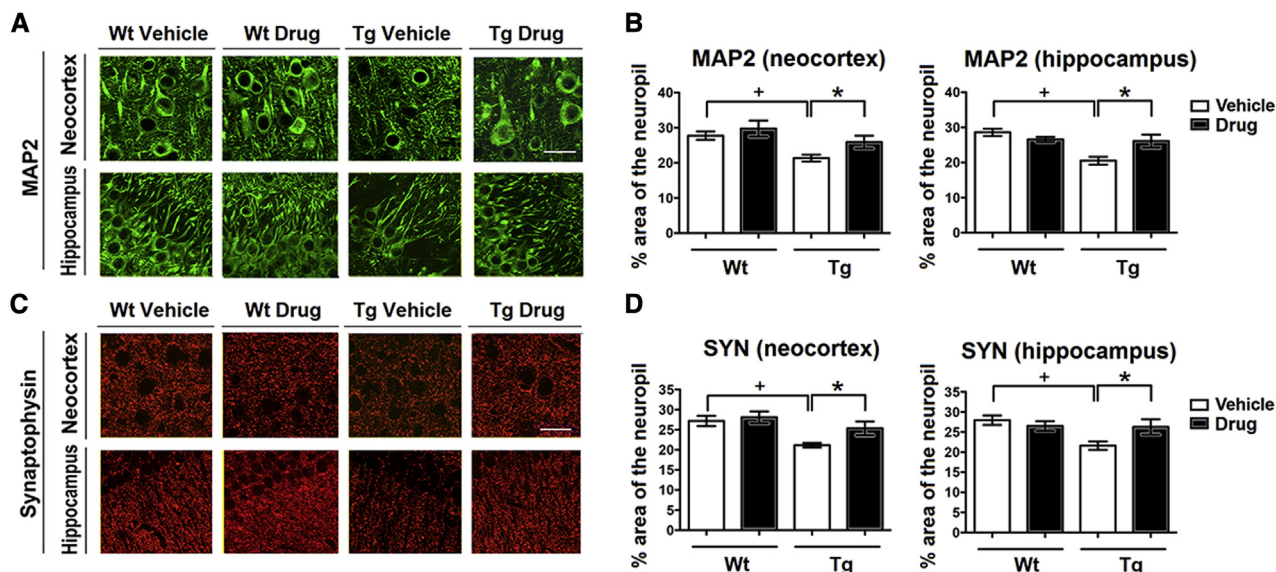 A
Wt Vehicle Wt Drug Tg Vehicle Tg Drug
MAP2
Neocortex
Hippocampus
B
MAP2 (neocortex)
% area of the neuropil
40
30
20
10
0
+ *
Wt Tg
MAP2 (hippocampus)
% area of the neuropil
40
30
20
10
0
+ *
Wt Tg
Vehicle
Drug
C
Wt Vehicle Wt Drug Tg Vehicle Tg Drug
Synaptophysin
Neocortex
Hippocampus
D
SYN (neocortex)
% area of the neuropil
35
30
25
20
15
10
5
0
+ *
Wt Tg
SYN (hippocampus)
% area of the neuropil
35
30
25
20
15
10
5
0
+ *
Wt Tg
Vehicle
Drug